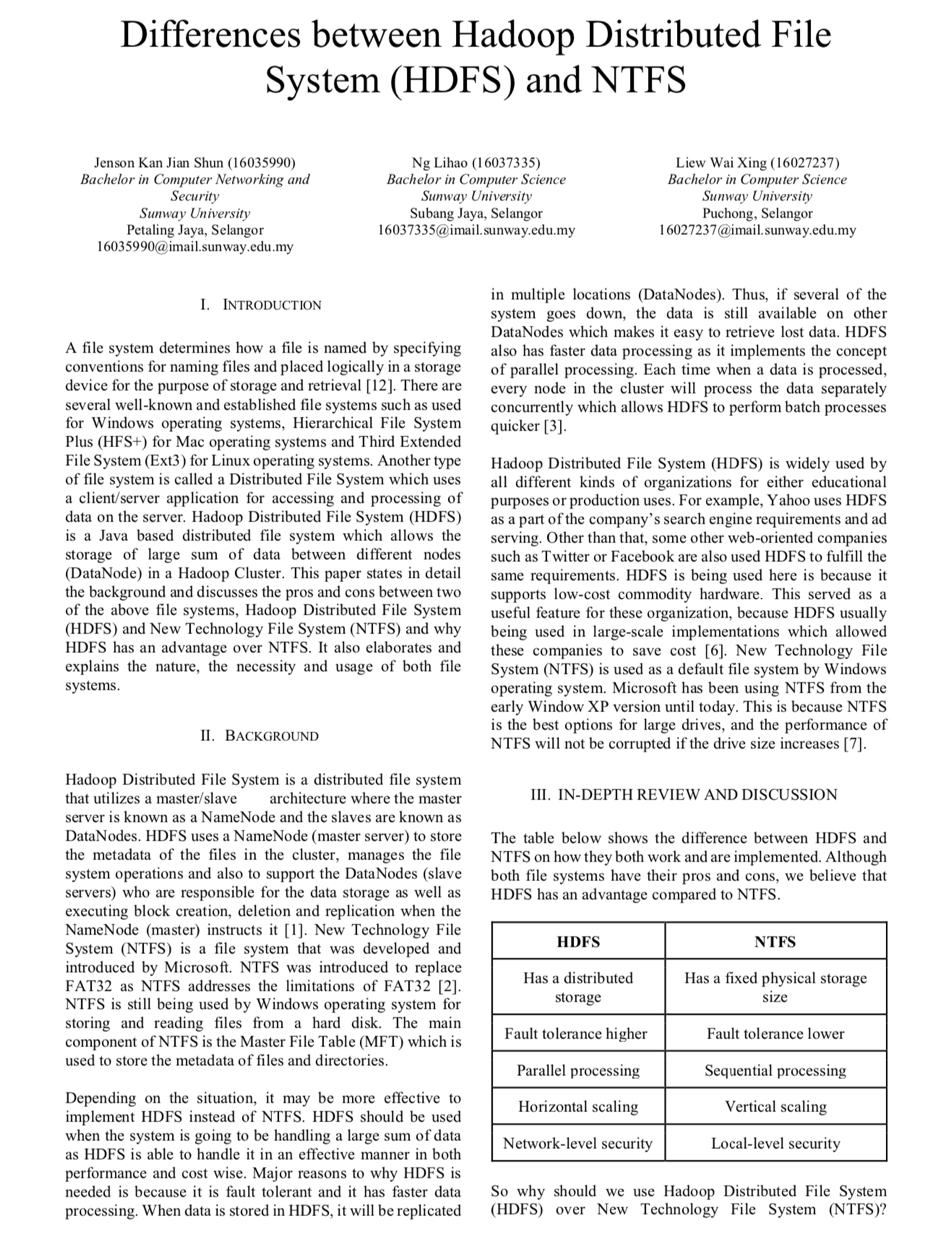 Differences between Hadoop Distributed File
System (HDFS) and NTFS
Jenson Kan Jian Shun (16035990)
Bachelor in Computer Networking and
Security
Sunway University
Petaling Jaya, Selangor
16035990@imail.sunway.edu.my
Ng Lihao (16037335)
Bachelor in Computer Science
Sunway University
Subang Jaya, Selangor
16037335@imail.sunway.edu.my
Liew Wai Xing (16027237)
Bachelor in Computer Science
Sunway University
Puchong, Selangor
16027237@imail.sunway.edu.my
I. INTRODUCTION
A file system determines how a file is named by specifying
conventions for naming files and placed logically in a storage
device for the purpose of storage and retrieval [12]. There are
several well-known and established file systems such as used
for Windows operating systems, Hierarchical File System
Plus (HFS+) for Mac operating systems and Third Extended
File System (Ext3) for Linux operating systems. Another type
of file system is called a Distributed File System which uses
a client/server application for accessing and processing of
data on the server. Hadoop Distributed File System (HDFS)
is a Java based distributed file system which allows the
storage of large sum of data between different nodes
(DataNode) in a Hadoop Cluster. This paper states in detail
the background and discusses the pros and cons between two
of the above file systems, Hadoop Distributed File System
(HDFS) and New Technology File System (NTFS) and why
HDFS has an advantage over NTFS. It also elaborates and
explains the nature, the necessity and usage of both file
systems.
II. BACKGROUND
Hadoop Distributed File System is a distributed file system
that utilizes a master/slave architecture where the master
server is known as a NameNode and the slaves are known as
DataNodes. HDFS uses a NameNode (master server) to store
the metadata of the files in the cluster, manages the file
system operations and also to support the DataNodes (slave
servers) who are responsible for the data storage as well as
executing block creation, deletion and replication when the
NameNode (master) instructs it [1]. New Technology File
System (NTFS) is a file system that was developed and
introduced by Microsoft. NTFS was introduced to replace
FAT32 as NTFS addresses the limitations of FAT32 [2].
NTFS is still being used by Windows operating system for
storing and reading files from a hard disk. The main
component of NTFS is the Master File Table (MFT) which is
used to store the metadata of files and directories.
Depending on the situation, it may be more effective to
implement HDFS instead of NTFS. HDFS should be used
when the system is going to be handling a large sum of data
as HDFS is able to handle it in an effective manner in both
performance and cost wise. Major reasons to why HDFS is
needed is because it is fault tolerant and it has faster data
processing. When data is stored in HDFS, it will be replicated
in multiple locations (DataNodes). Thus, if several of the
system goes down, the data is still available on other
DataNodes which makes it easy to retrieve lost data. HDFS
also has faster data processing as it implements the concept
of parallel processing. Each time when a data is processed,
every node in the cluster will process the data separately
concurrently which allows HDFS to perform batch processes
quicker [3].
Hadoop Distributed File System (HDFS) is widely used by
all different kinds of organizations for either educational
purposes or production uses. For example, Yahoo uses HDFS
as a part of the company's search engine requirements and ad
serving. Other than that, some other web-oriented companies
such as Twitter or Facebook are also used HDFS to fulfill the
same requirements. HDFS is being used here is because it
supports low-cost commodity hardware. This served as a
useful feature for these organization, because HDFS usually
being used in large-scale implementations which allowed
these companies to save cost [6]. New Technology File
System (NTFS) is used as a default file system by Windows
operating system. Microsoft has been using NTFS from the
early Window XP version until today. This is because NTFS
is the best options for large drives, and the performance of
NTFS will not be corrupted if the drive size increases [7].
III. IN-DEPTH REVIEW AND DISCUSSION
The table below shows the difference between HDFS and
NTFS on how they both work and are implemented. Although
both file systems have their pros and cons, we believe that
HDFS has an advantage compared to NTFS.
HDFS NTFS
Has a distributed
storage
Has a fixed physical storage
size
Fault tolerance higher Fault tolerance lower
Parallel processing Sequential processing
Horizontal scaling Vertical scaling
Network-level security Local-level security
So why should we use Hadoop Distributed File System
(HDFS) over New Technology File System (NTFS)?